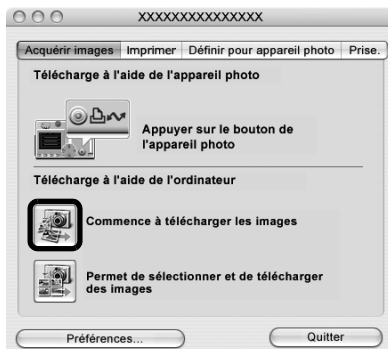 XXXXXXXXXXXXXXX
Acquérir images Imprimer Définir pour appareil photo Prise.
Télécharge à l'aide de l'appareil photo
Appuyer sur le bouton de
l'appareil photo
Télécharge à l'aide de l'ordinateur
Commence à télécharger les images
Permet de sélectionner et de télécharger
des images
Préférences... Quitter